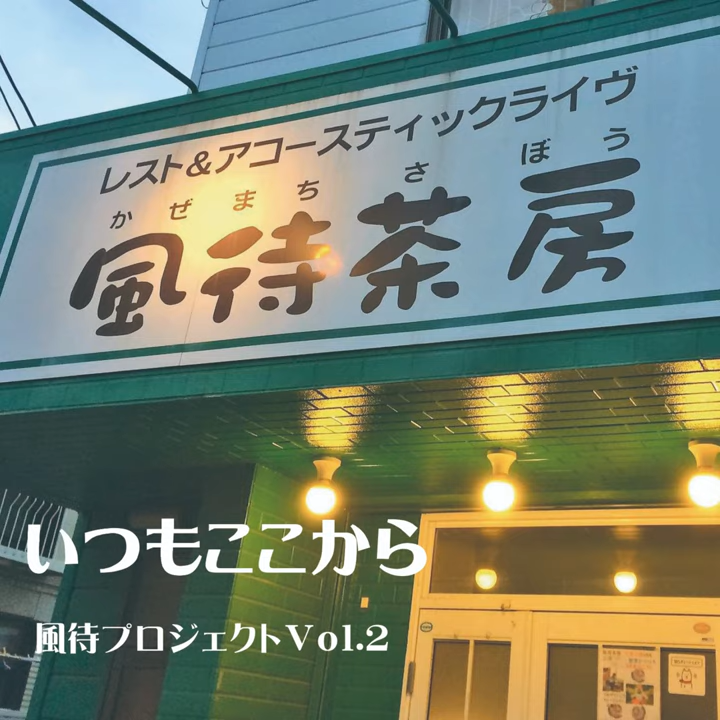 レスト&アコースティックライヴ
かぜまちさぼう
風待茶房
いつもここから
風待プロジェクトVol.2